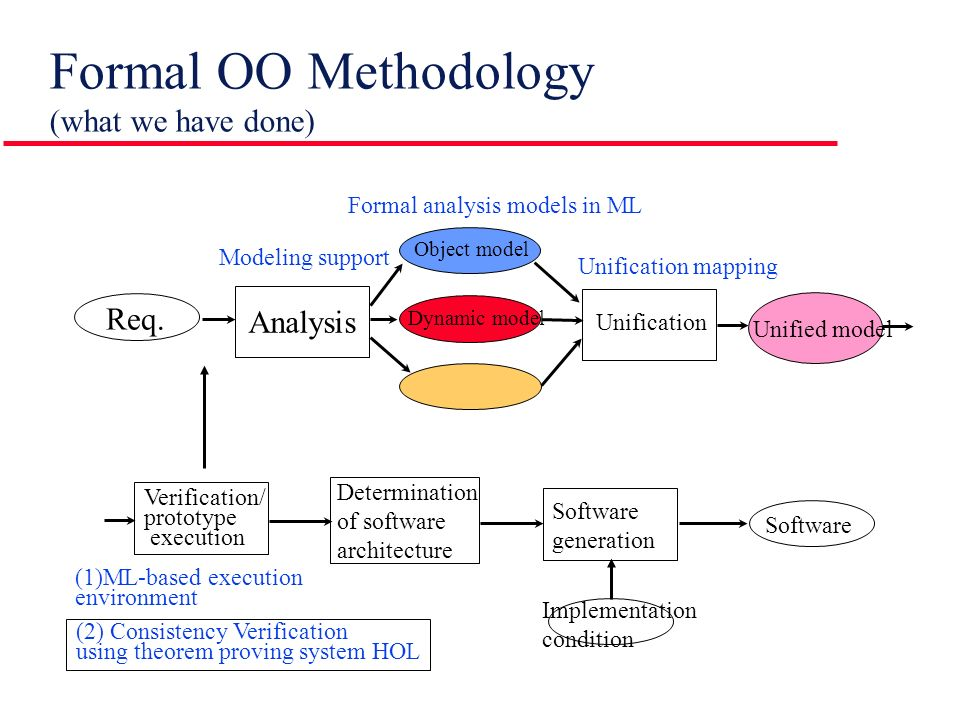 Formal OO Methodology
(what we have done)
Formal analysis models in ML
Modeling support
Object model
Unification mapping
Req.
Analysis
Dynamic model
Unification
Unified model
Verification/
prototype
execution
Determination
of software
architecture
Software
generation
Software
(1)ML-based execution
environment
(2) Consistency Verification
using theorem proving system HOL
Implementation
condition